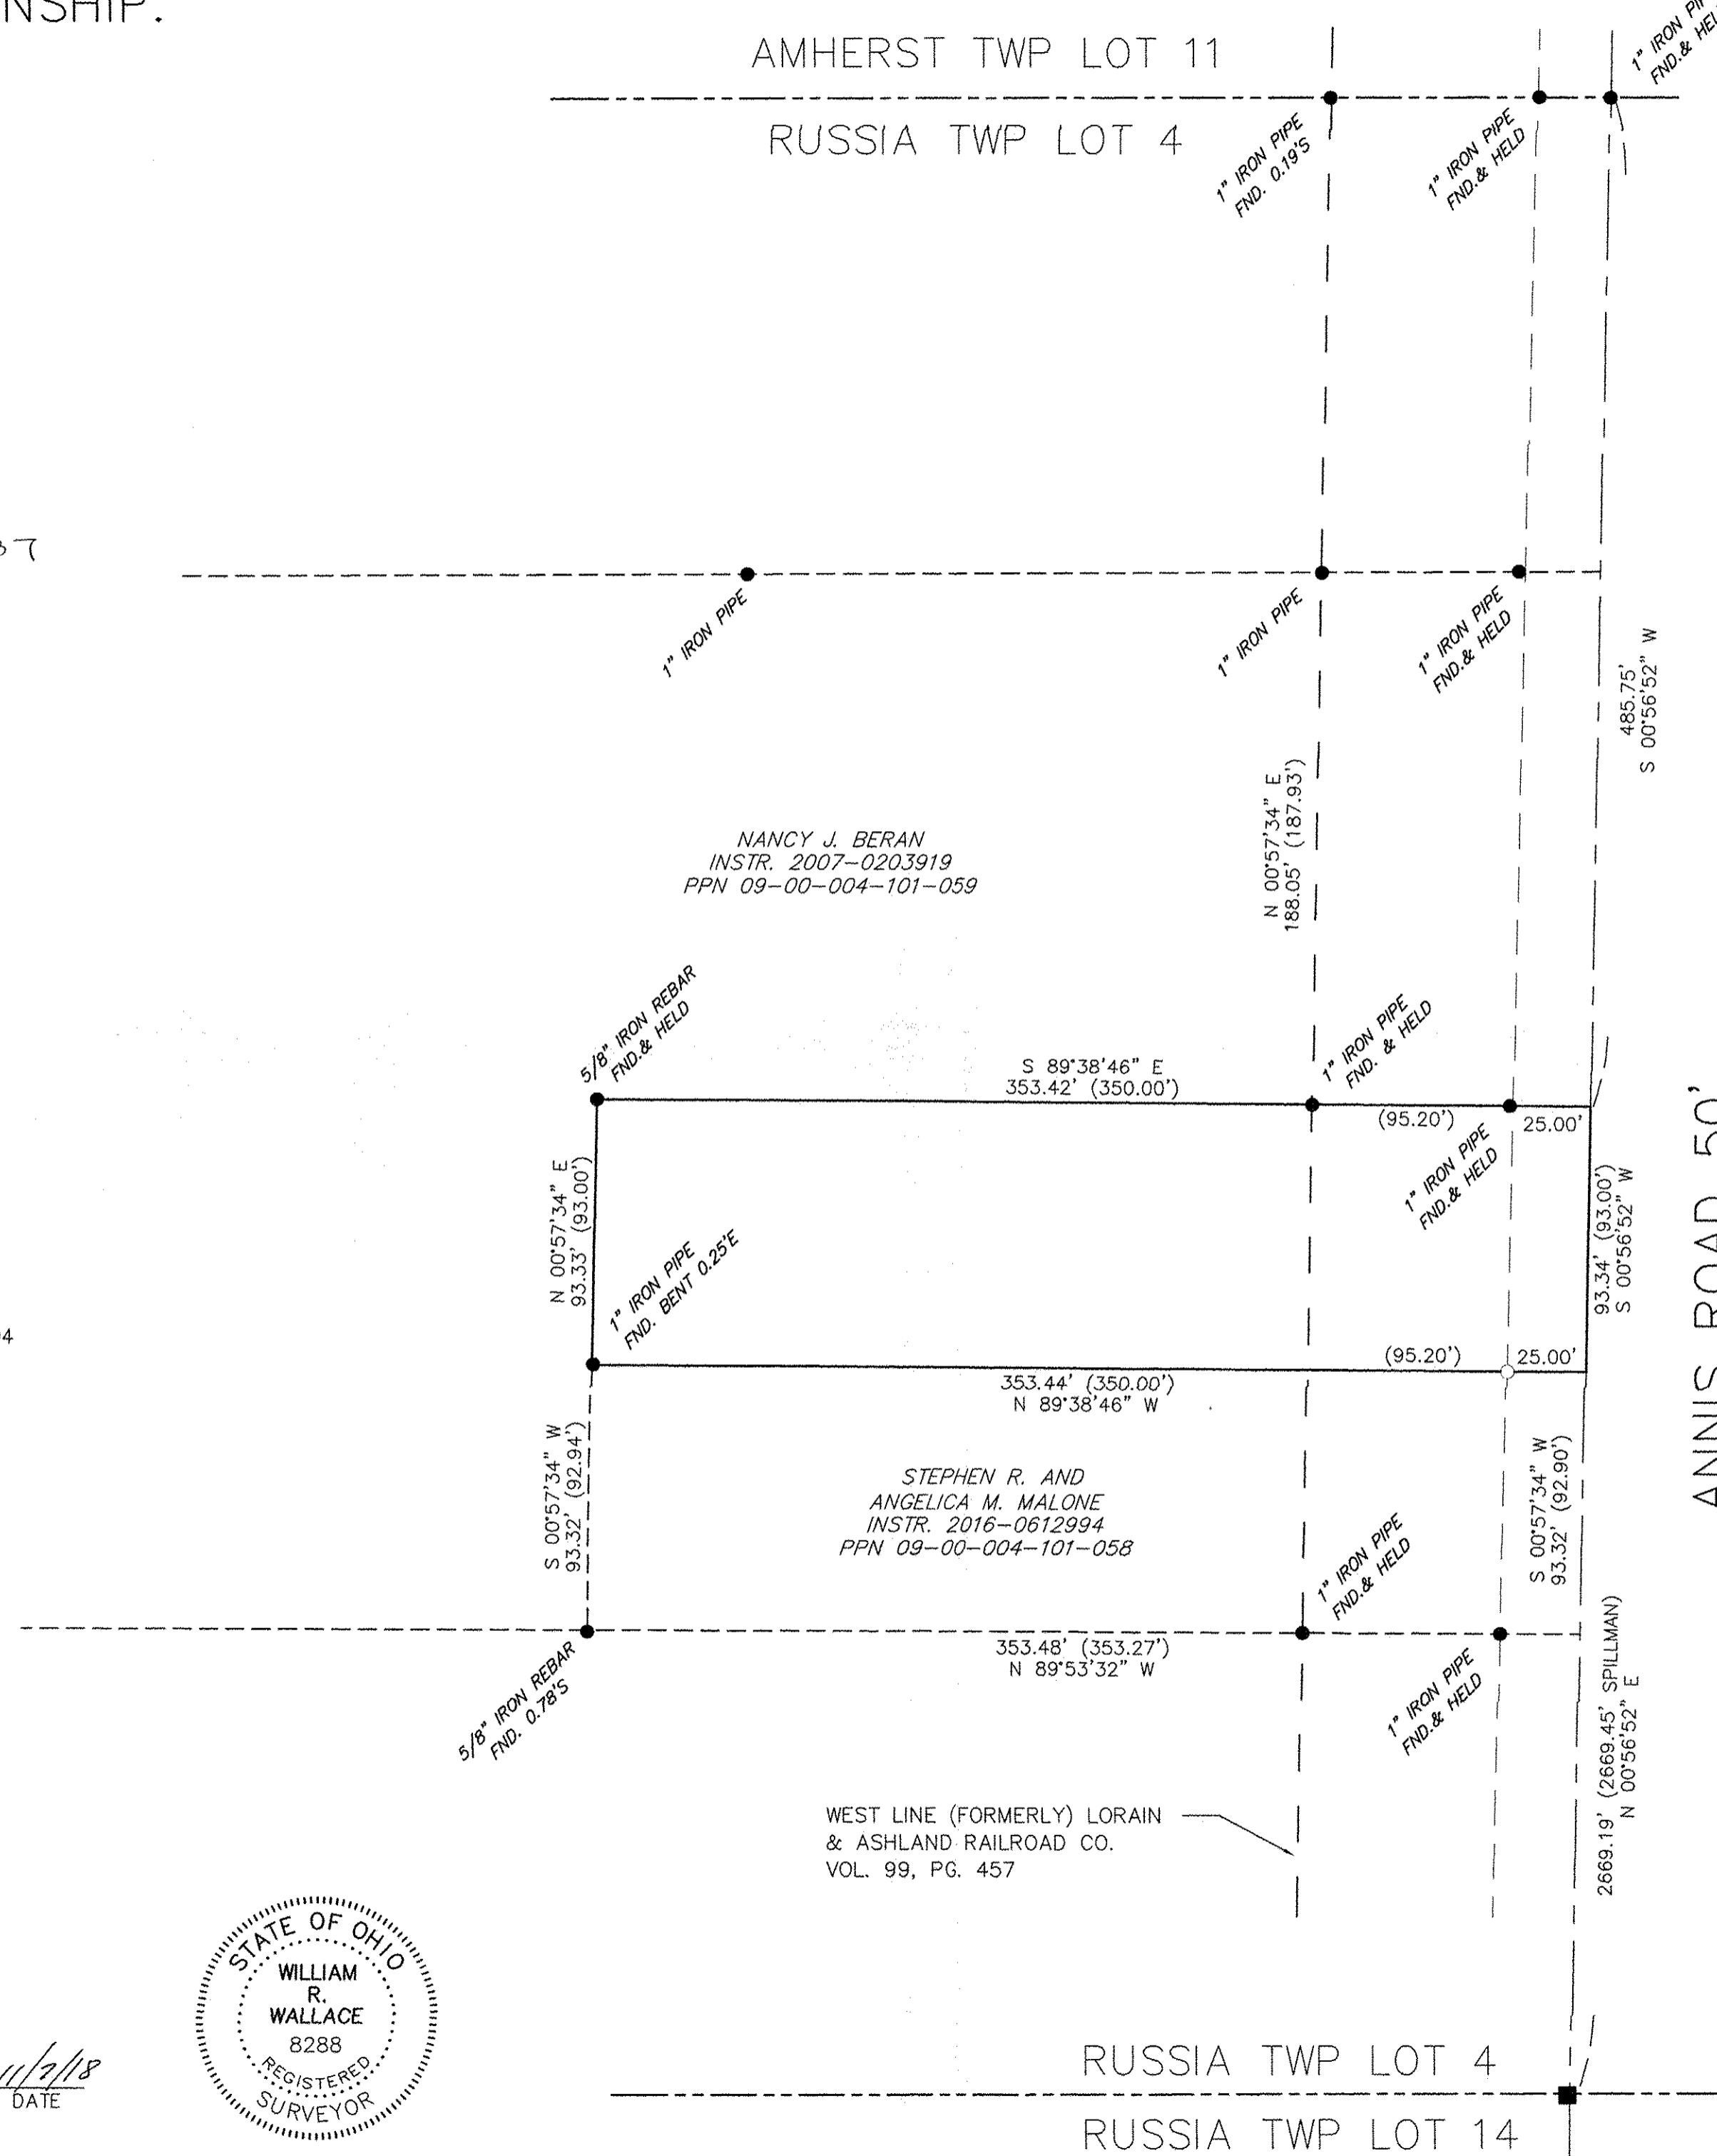 NSHIP.
AMHERST TWP LOT 11
RUSSIA TWP LOT 4
1" IRON PIPE
FND. 0.19'S
1" IRON PIPE
FND.& HELD
1" IRON
FND.&
1" IRON PIPE
1" IRON PIPE
1" IRON PIPE
FND.& HELD
485.75'
S 00°56'52" W
N 00°57'34" E
188.05' (187.93')
NANCY J. BERAN
INSTR. 2007-0203919
PPN 09-00-004-101-059
5/8" IRON REBAR
FND.& HELD
S 89°38'46" E
353.42' (350.00')
1" IRON PIPE
FND. & HELD
(95.20')
25.00'
1" IRON PIPE
FND.& HELD
N 00°57'34" E
93.33' (93.00')
1" IRON PIPE
FND. BENT 0.25'E
93.34' (93.00')
S 00°56'52" W
ANNIS ROAD 50'
(95.20')
25.00'
353.44' (350.00')
N 89°38'46" W
S 00°57'34" W
93.32' (92.94')
STEPHEN R. AND
ANGELICA M. MALONE
INSTR. 2016-0612994
PPN 09-00-004-101-058
S 00°57'34" W
93.32' (92.90')
1" IRON PIPE
FND.& HELD
353.48' (353.27')
N 89°53'32" W
5/8" IRON REBAR
FND. 0.78'S
1" IRON PIPE
FND.& HELD
2669.19' (2669.45' SPILLMAN)
N 00°56'52" E
WEST LINE (FORMERLY) LORAIN
& ASHLAND RAILROAD CO.
VOL. 99, PG. 457
STATE OF OHIO
WILLIAM
R.
WALLACE
8288
REGISTERED
SURVEYOR
11/2/18
DATE
RUSSIA TWP LOT 4
RUSSIA TWP LOT 14